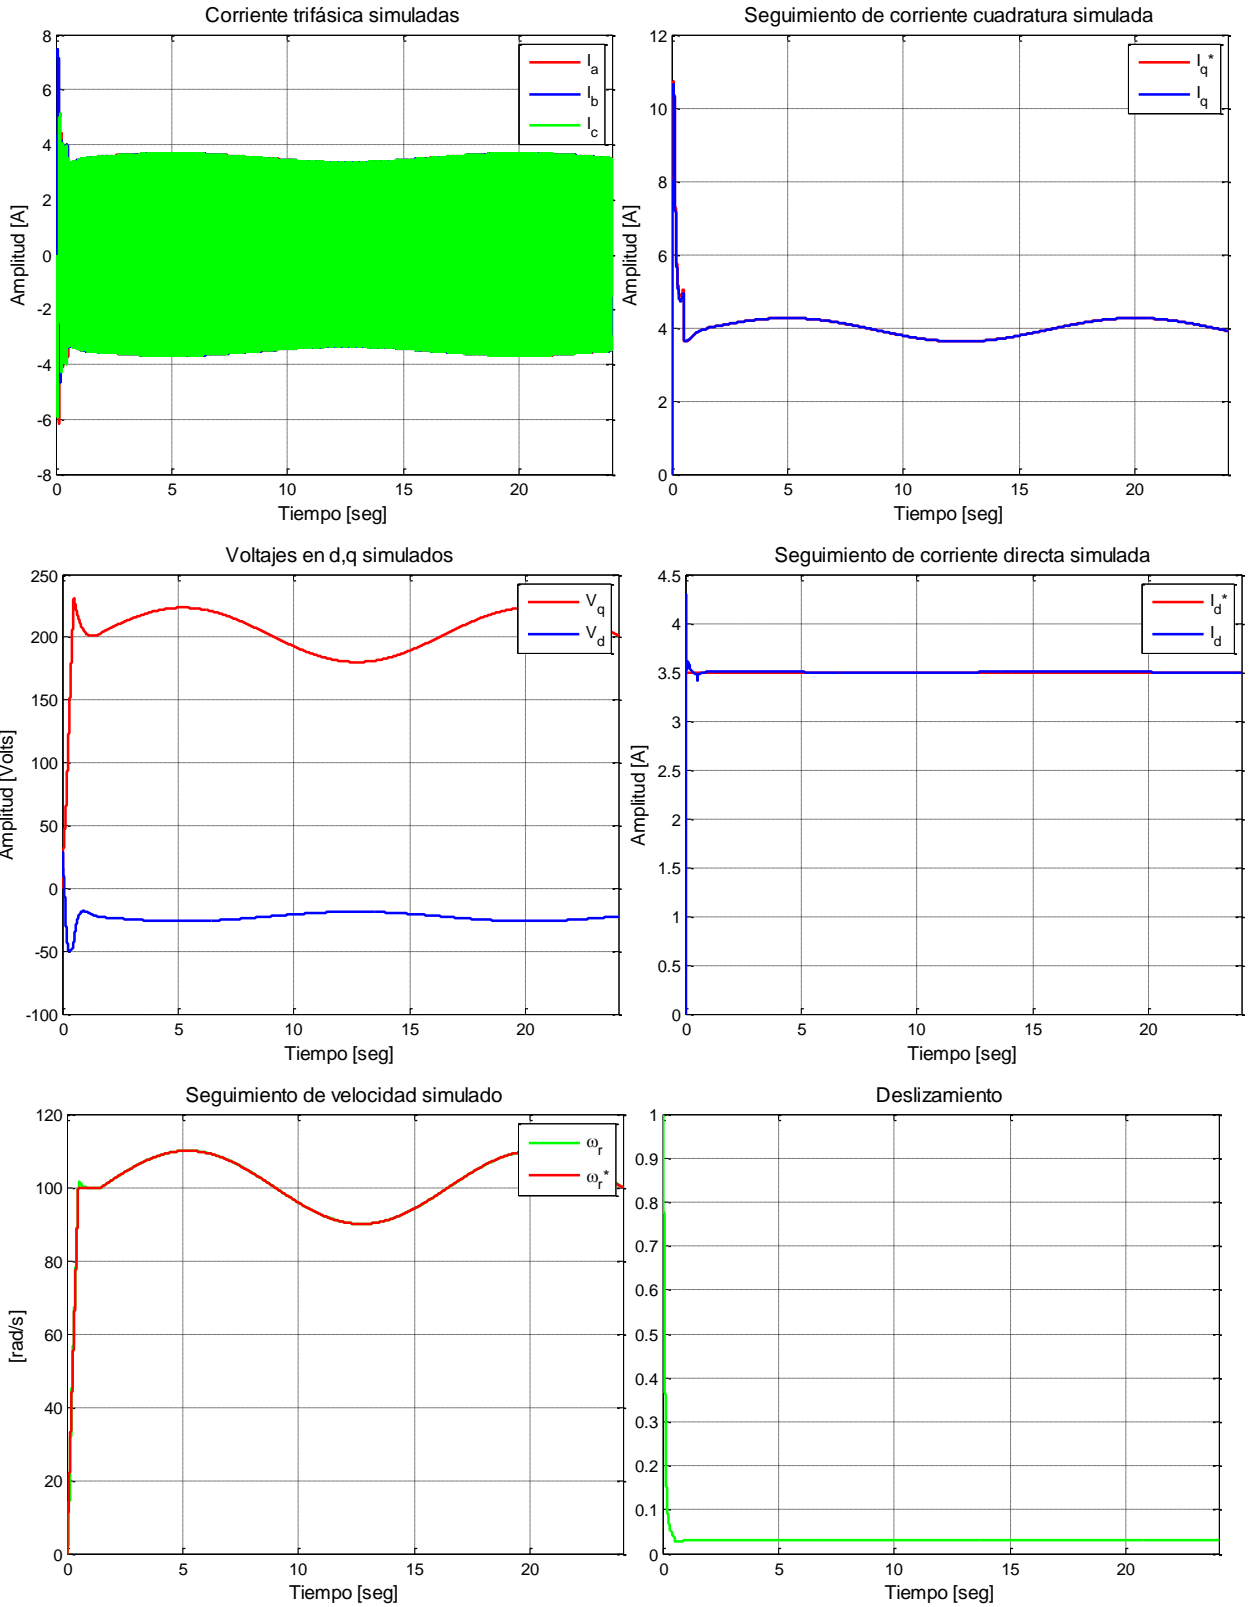 Corriente trifásica simuladas
8
6
4
2
0
-2
-4
-6
-8
Amplitud [A]
I_a
I_b
I_c
0 5 10 15 20
Tiempo [seg]
Seguimiento de corriente cuadratura simulada
12
10
8
6
4
2
0
Amplitud [A]
I_q*
I_q
0 5 10 15 20
Tiempo [seg]
Voltajes en d,q simulados
250
200
150
100
50
0
-50
-100
Amplitud [Volts]
V_q
V_d
0 5 10 15 20
Tiempo [seg]
Seguimiento de corriente directa simulada
4.5
4
3.5
3
2.5
2
1.5
1
0.5
0
Amplitud [A]
I_d*
I_d
0 5 10 15 20
Tiempo [seg]
Seguimiento de velocidad simulado
120
100
80
60
40
20
0
[rad/s]
ω_r
ω_r*
0 5 10 15 20
Tiempo [seg]
Deslizamiento
1
0.9
0.8
0.7
0.6
0.5
0.4
0.3
0.2
0.1
0
0 5 10 15 20
Tiempo [seg]